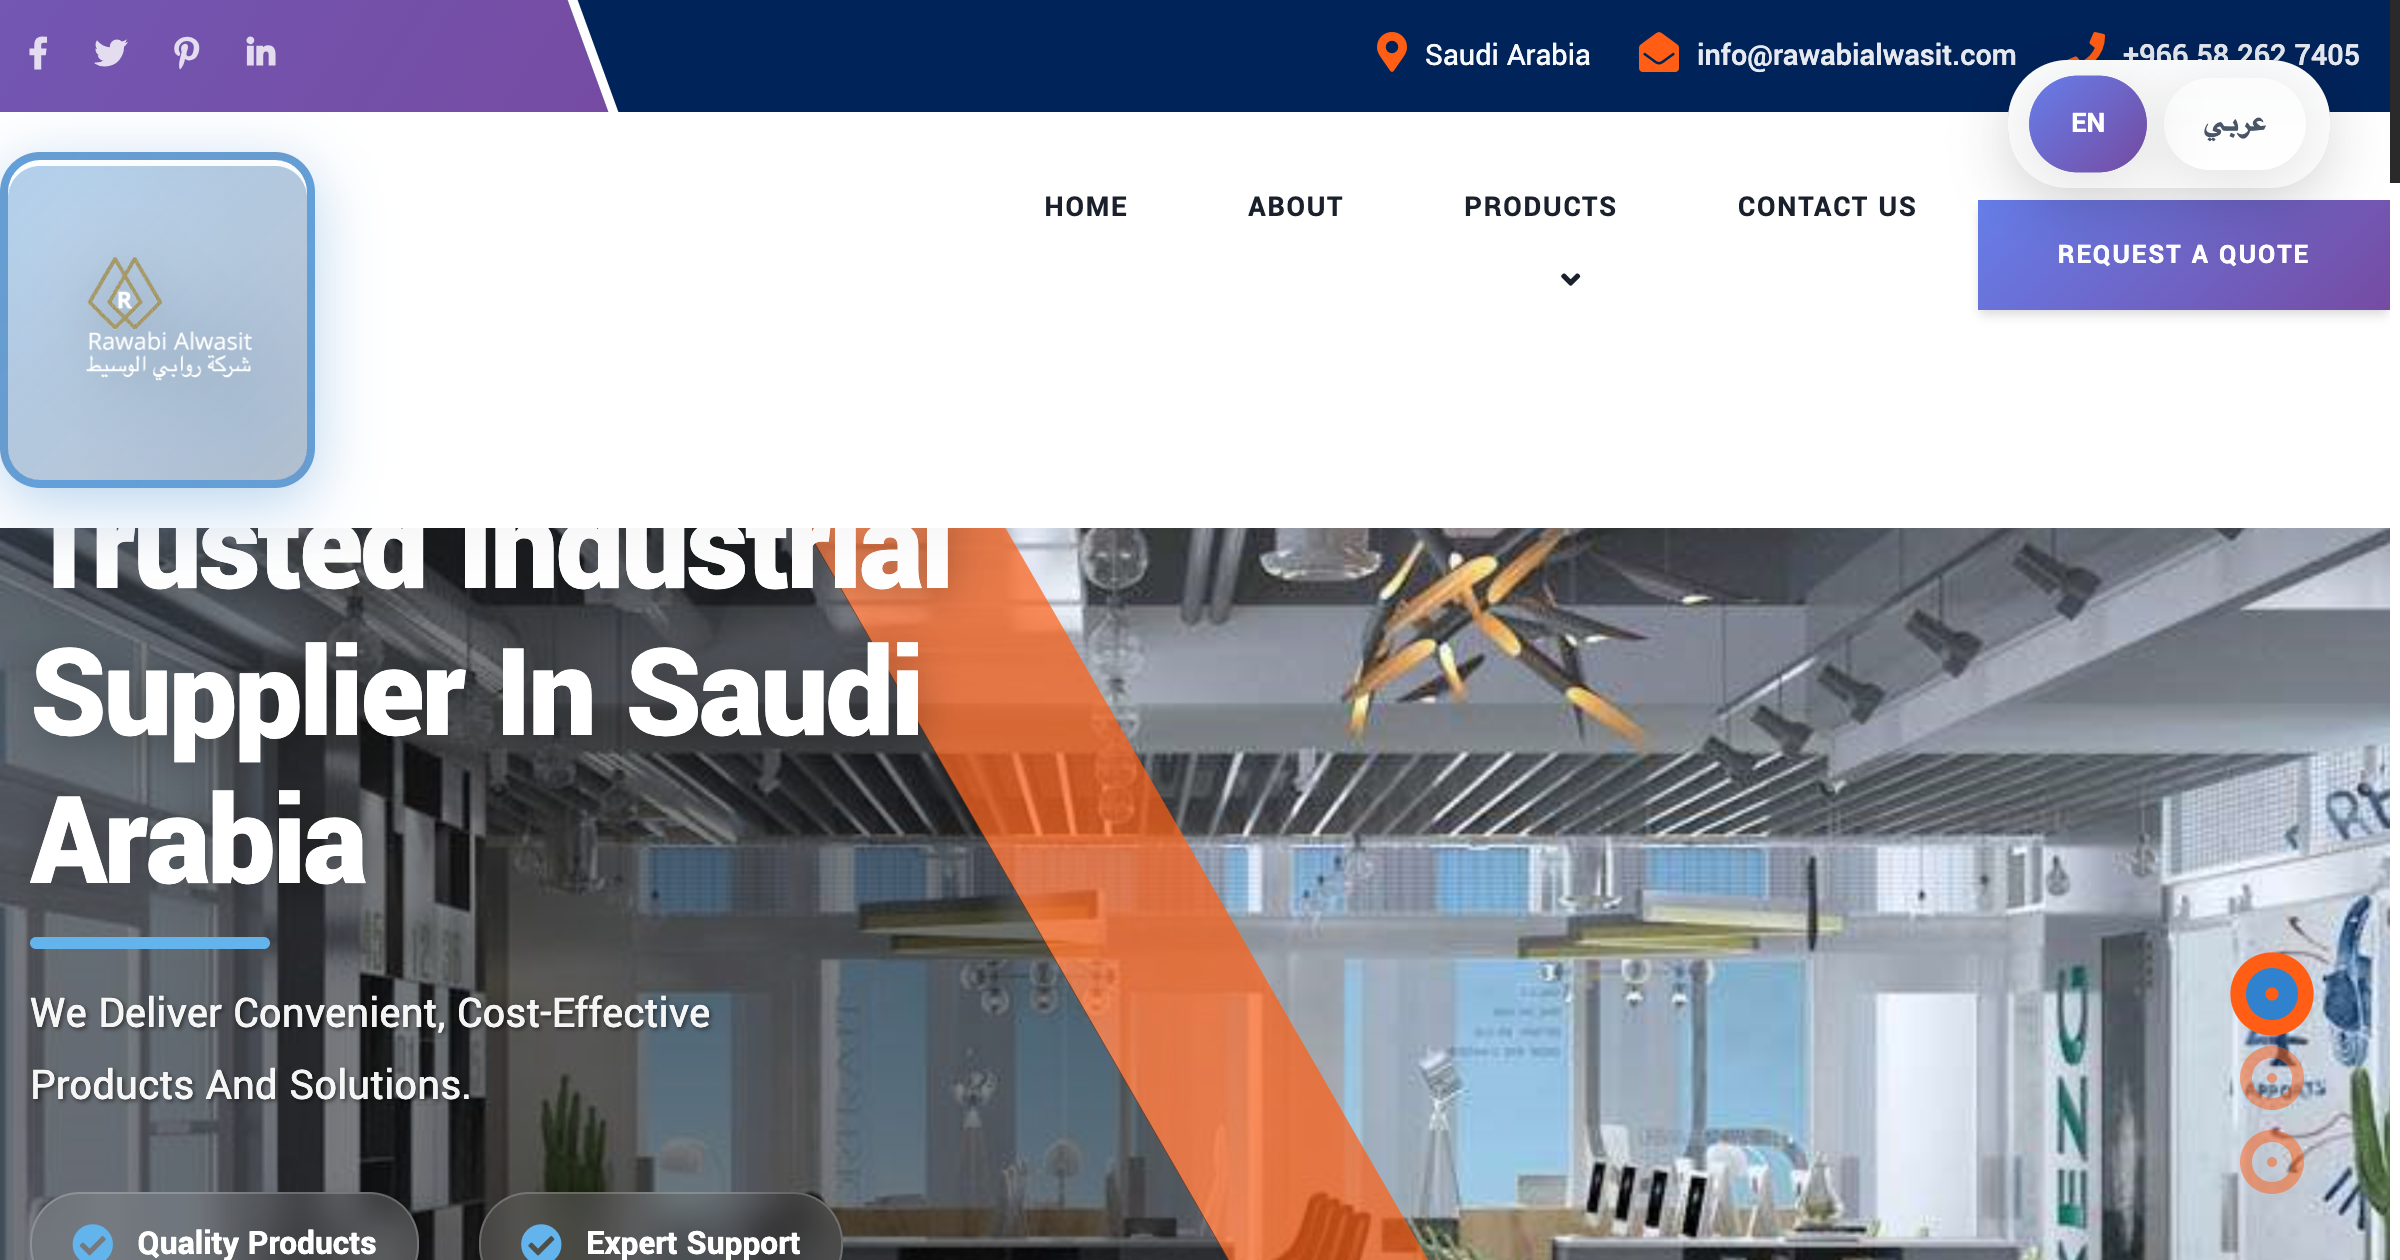 Saudi Arabia
info@rawabialwasit.com
+966 58 262 7405
EN
عربي
HOME
ABOUT
PRODUCTS
CONTACT US
REQUEST A QUOTE
R
Rawabi Alwasit
شركة روابي الوسيط
Trusted Industrial
Supplier In Saudi
Arabia
We Deliver Convenient, Cost-Effective
Products And Solutions.
Quality Products
Expert Support